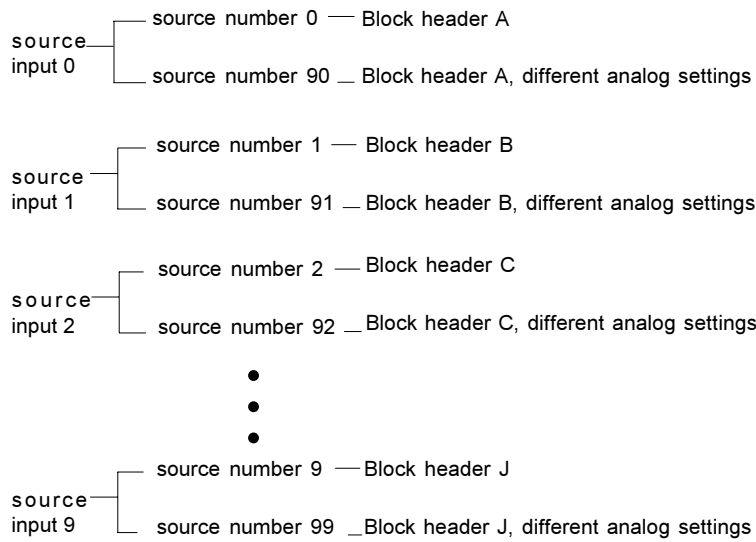 source number 0 Block header A
source
input 0
source number 90 Block header A, different analog settings
source number 1 Block header B
source
input 1
source number 91 Block header B, different analog settings
source number 2 Block header C
source
input 2
source number 92 Block header C, different analog settings
source number 9 Block header J
source
input 9
source number 99 Block header J, different analog settings